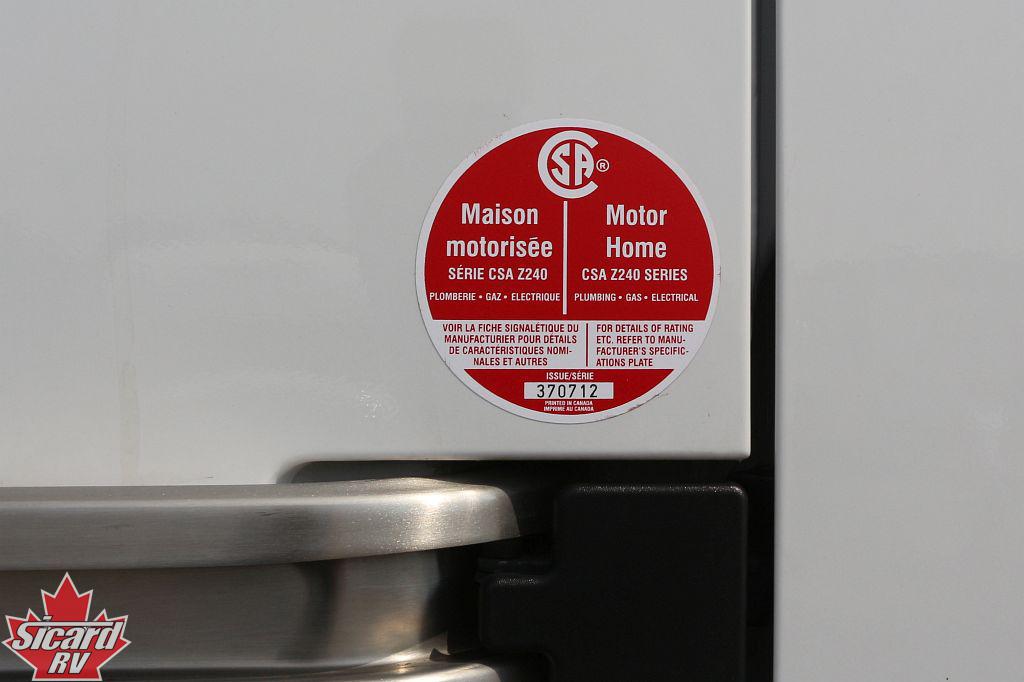 CSA ®
Maison
motorisée
SÉRIE CSA Z240
PLOMBERIE • GAZ • ELECTRIQUE
Motor
Home
CSA Z240 SERIES
PLUMBING • GAS • ELECTRICAL
VOIR LA FICHE SIGNALÉTIQUE DU
MANUFACTURIER POUR DÉTAILS
DE CARACTÉRISTIQUES NOMI-
NALES ET AUTRES
FOR DETAILS OF RATING
ETC. REFER TO MANU-
FACTURER'S SPECIFIC-
ATIONS PLATE
ISSUE/SÉRIE
370712
PRINTED IN CANADA
IMPRIME AU CANADA
Sicard
RV